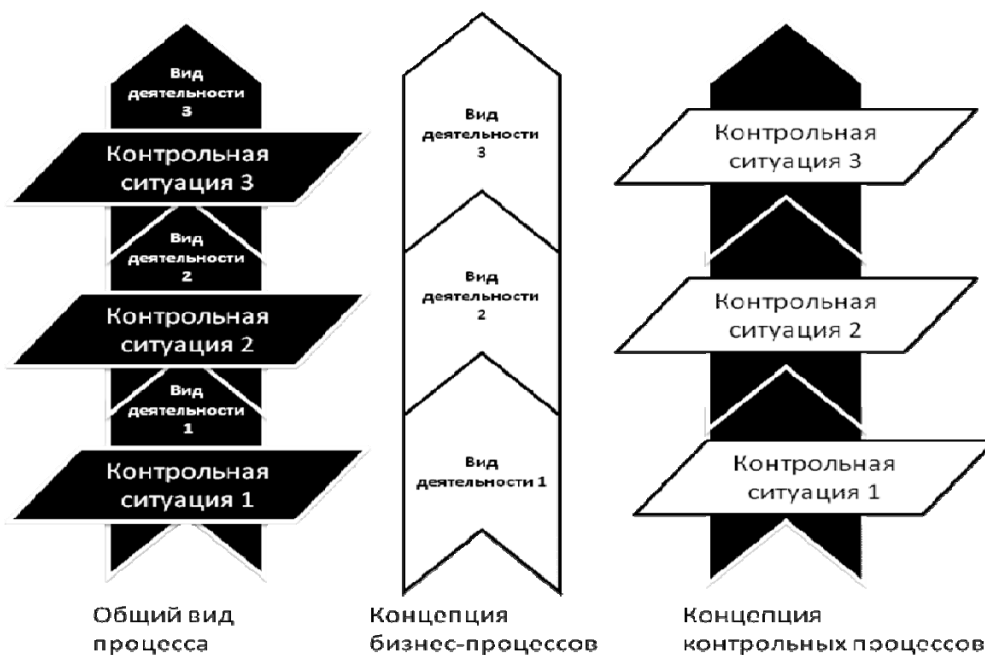 Вид
деятельности
3
Контрольная
ситуация 3
Вид
деятельности
2
Контрольная
ситуация 2
Вид
деятельности
1
Контрольная
ситуация 1
Общий вид
процесса
Вид
деятельности
3
Вид
деятельности
2
Вид
деятельности 1
Концепция
бизнес-процессов
Контрольная
ситуация 3
Контрольная
ситуация 2
Контрольная
ситуация 1
Концепция
контрольных процессов